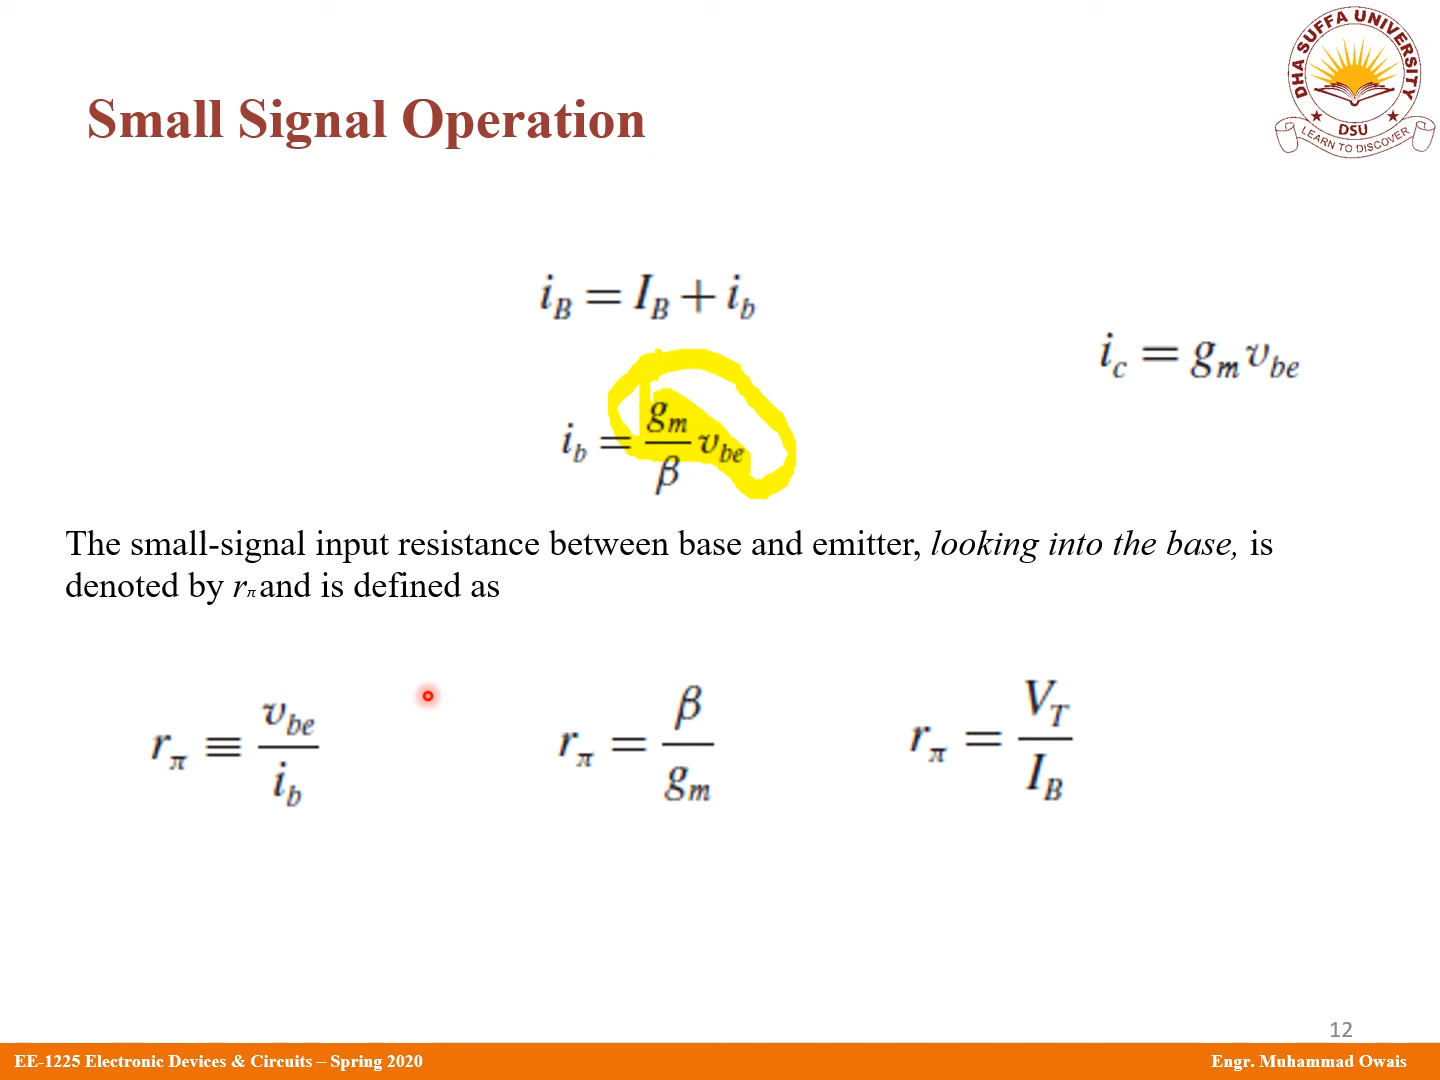 DHA SUFFA UNIVERSITY
DSU
LEARN TO DISCOVER
Small Signal Operation
i_B = I_B + i_b
i_c = g_m v_be
i_b = g_m/β v_be
The small-signal input resistance between base and emitter, looking into the base, is
denoted by r_π and is defined as
r_π ≡ v_be/i_b
r_π = β/g_m
r_π = V_T/I_B
12
EE-1225 Electronic Devices & Circuits – Spring 2020
Engr. Muhammad Owais